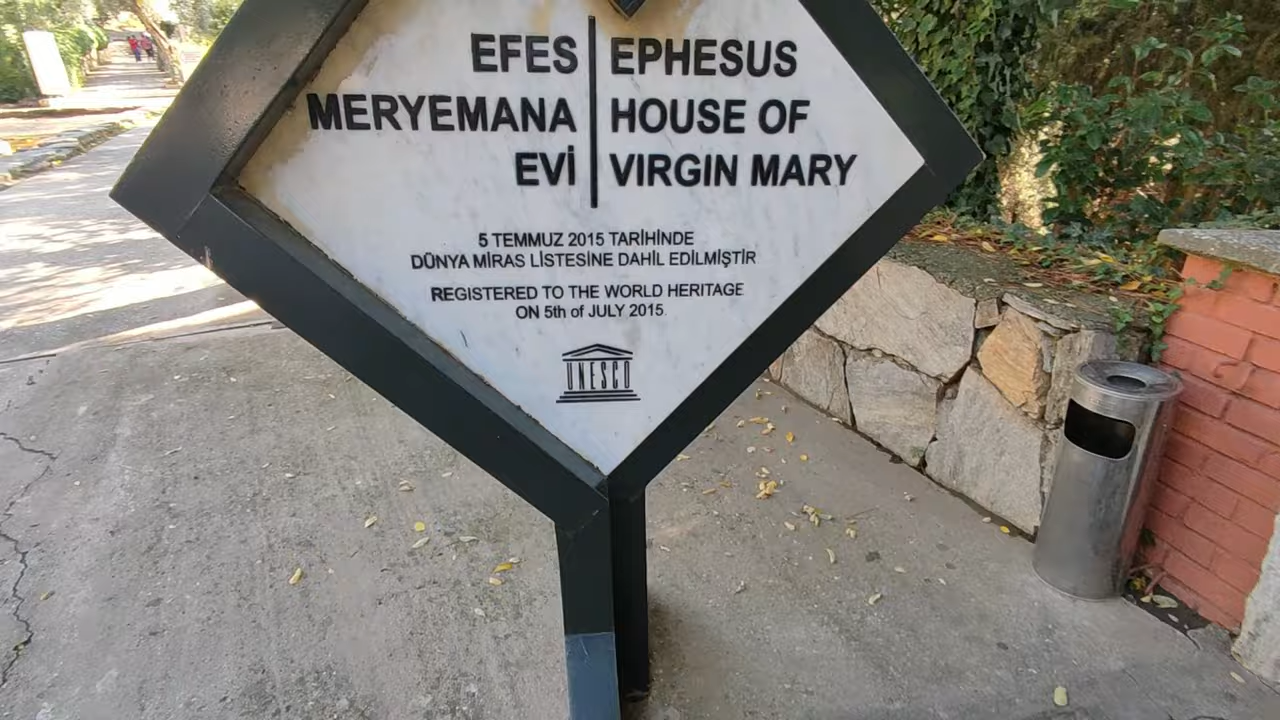 EFES | EPHESUS
MERYEMANA | HOUSE OF
EVİ | VIRGIN MARY
5 TEMMUZ 2015 TARİHİNDE
DÜNYA MİRAS LİSTESİNE DAHİL EDİLMİŞTİR
REGISTERED TO THE WORLD HERITAGE
ON 5th of JULY 2015
UNESCO